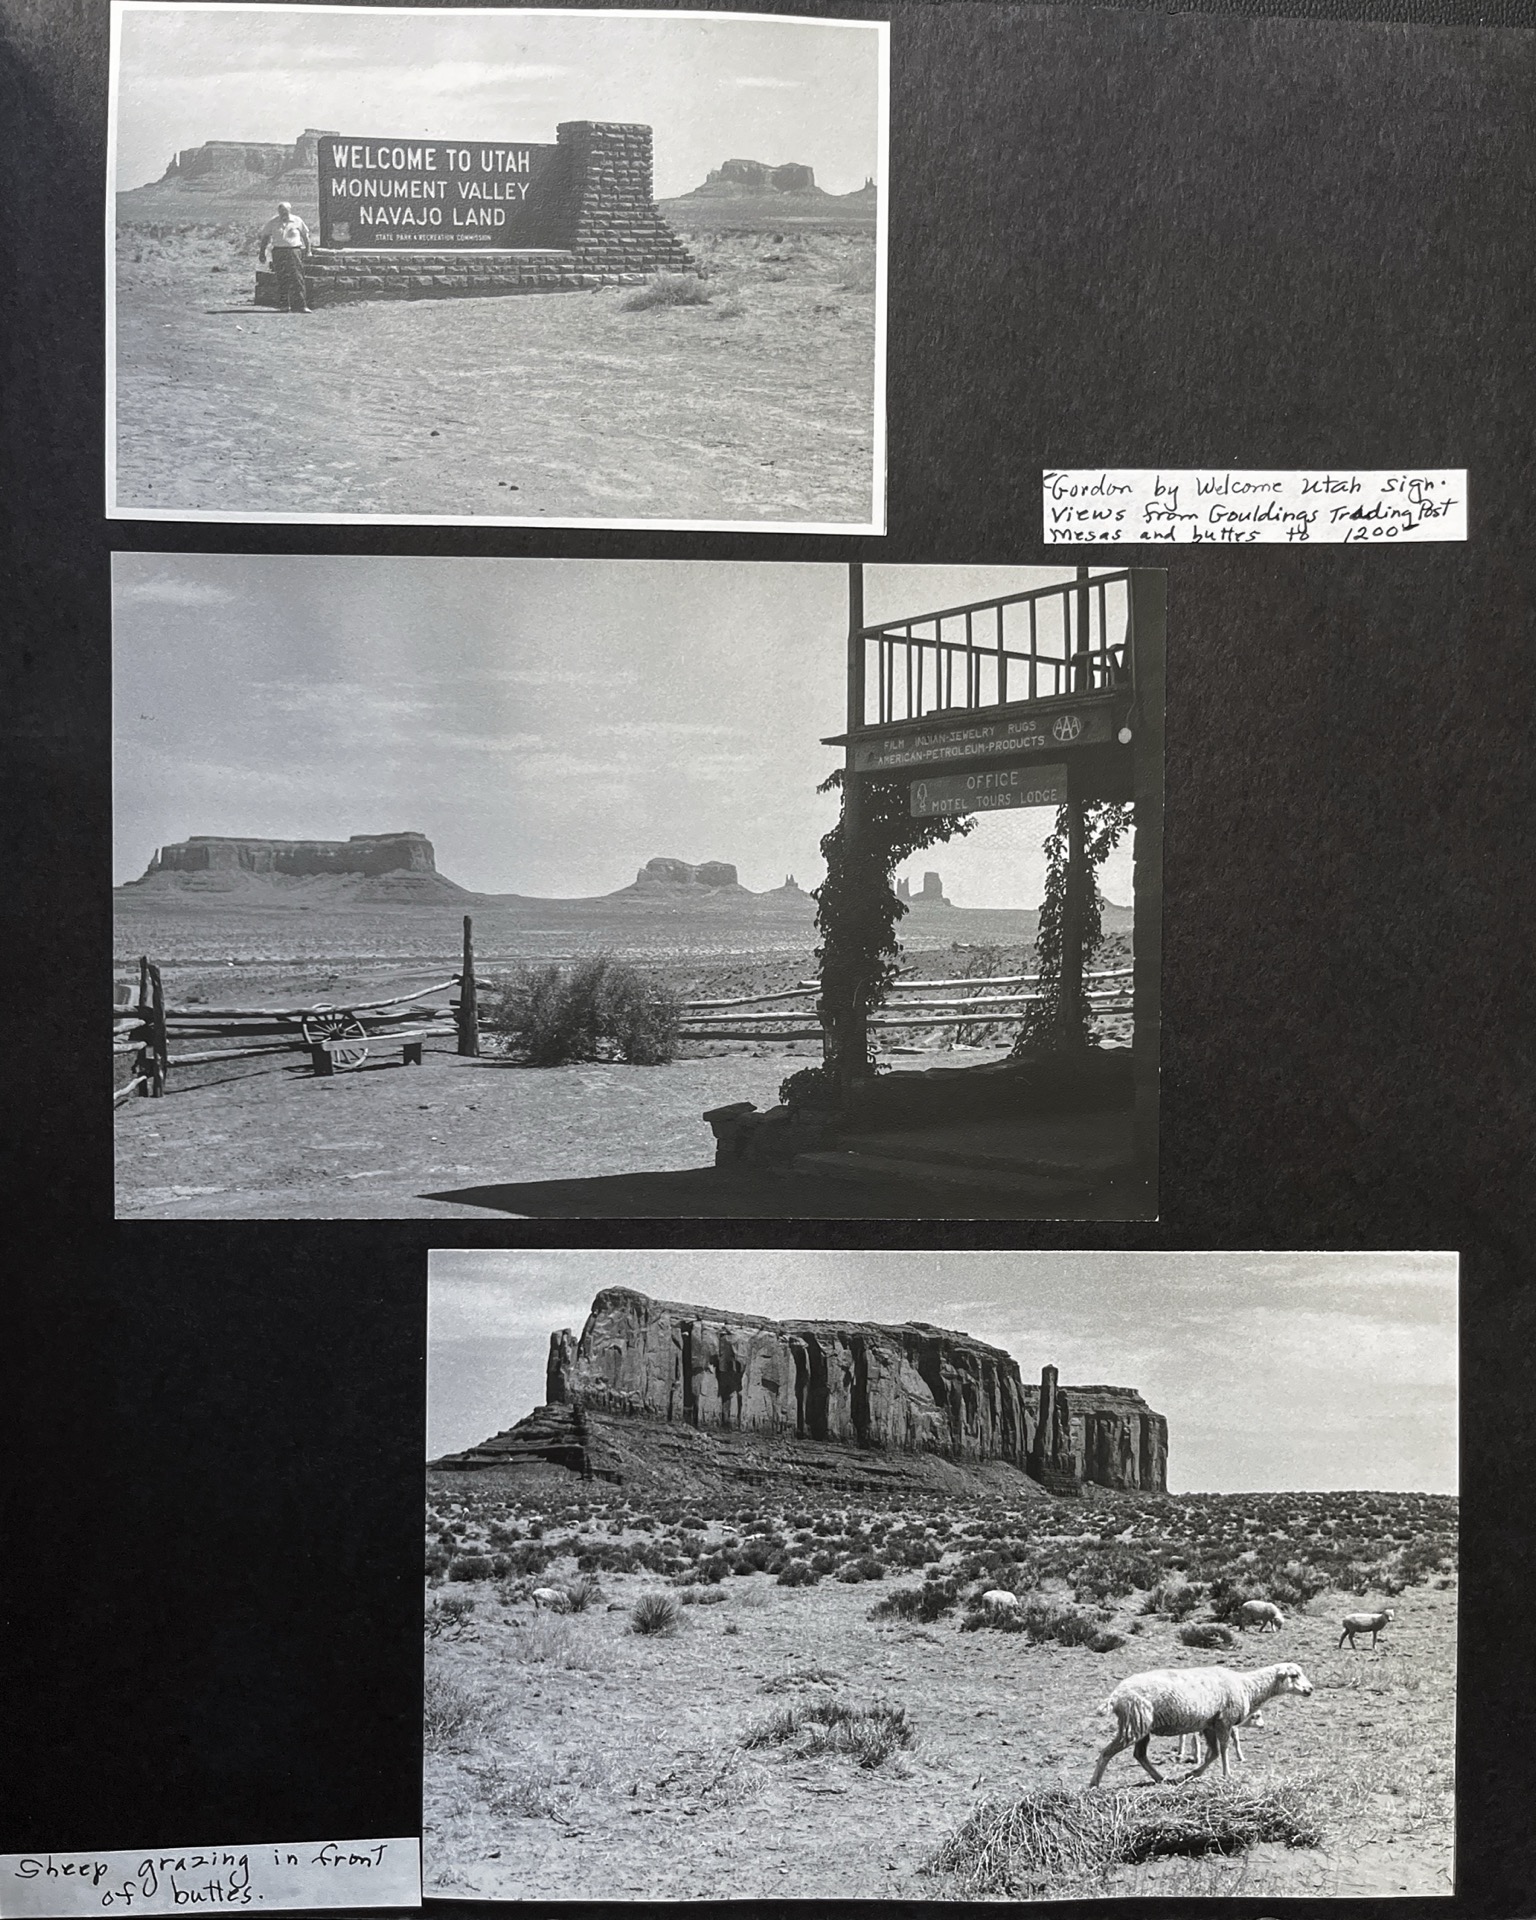 WELCOME TO UTAH
MONUMENT VALLEY
NAVAJO LAND
STATE PARK & RECREATION COMMISSION
Gordon by Welcome Utah sign.
Views from Gouldings Trading Post
Mesas and buttes to 1200'
FILM INDIAN-JEWELRY RUGS
AMERICAN-PETROLEUM-PRODUCTS
AAA
OFFICE
MOTEL TOURS LODGE
Sheep grazing in front
of buttes.